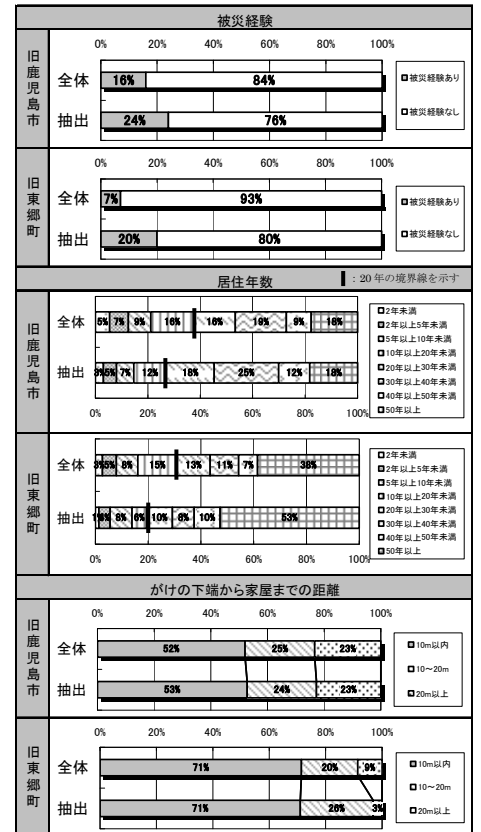 被災経験
旧鹿児島市
0% 20% 40% 60% 80% 100%
全体 16% 84%
抽出 24% 76%
被災経験あり
被災経験なし
旧東郷町
0% 20% 40% 60% 80% 100%
全体 7% 93%
抽出 20% 80%
被災経験あり
被災経験なし
居住年数 :20年の境界線を示す
旧鹿児島市
全体 5% 7% 9% 16% 16% 19% 9% 18%
抽出 3% 5% 7% 12% 18% 25% 12% 18%
0% 20% 40% 60% 80% 100%
2年未満
2年以上5年未満
5年以上10年未満
10年以上20年未満
20年以上30年未満
30年以上40年未満
40年以上50年未満
50年以上
旧東郷町
全体 3% 5% 8% 15% 13% 11% 7% 38%
抽出 8% 6% 10% 8% 10% 53%
0% 20% 40% 60% 80% 100%
2年未満
2年以上5年未満
5年以上10年未満
10年以上20年未満
20年以上30年未満
30年以上40年未満
40年以上50年未満
50年以上
がけの下端から家屋までの距離
旧鹿児島市
0% 20% 40% 60% 80% 100%
全体 52% 25% 23%
抽出 53% 24% 23%
10m以内
10～20m
20m以上
旧東郷町
0% 20% 40% 60% 80% 100%
全体 71% 20% 9%
抽出 71% 26% 3%
10m以内
10～20m
20m以上